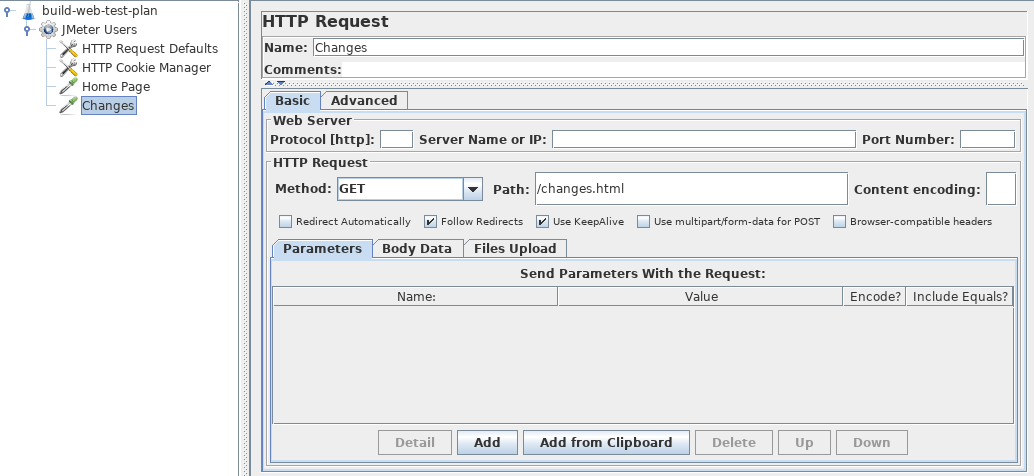 build-web-test-plan
JMeter Users
HTTP Request Defaults
HTTP Cookie Manager
Home Page
Changes
HTTP Request
Name: Changes
Comments:
Basic Advanced
Web Server
Protocol [http]: Server Name or IP: Port Number:
HTTP Request
Method: GET Path: /changes.html Content encoding:
Redirect Automatically Follow Redirects Use KeepAlive Use multipart/form-data for POST Browser-compatible headers
Parameters Body Data Files Upload
Send Parameters With the Request:
Name: Value Encode? Include Equals?
Detail Add Add from Clipboard Delete Up Down